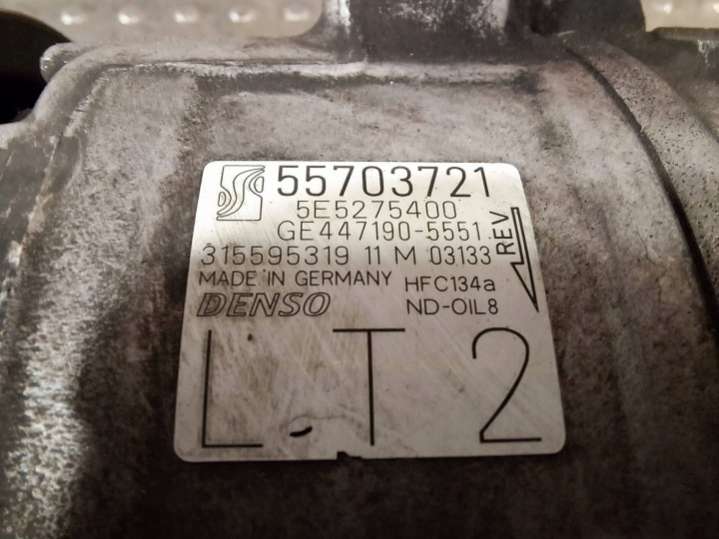 55703721
5E5275400
GE447190-5551
315595319 11 M 03133
REV
MADE IN GERMANY HFC134a
DENSO ND-OIL8
L-T2